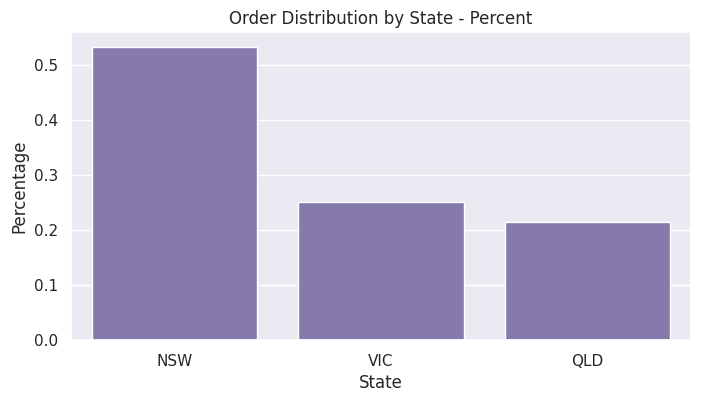 Order Distribution by State - Percent
Percentage
0.5
0.4
0.3
0.2
0.1
0.0
NSW
VIC
QLD
State